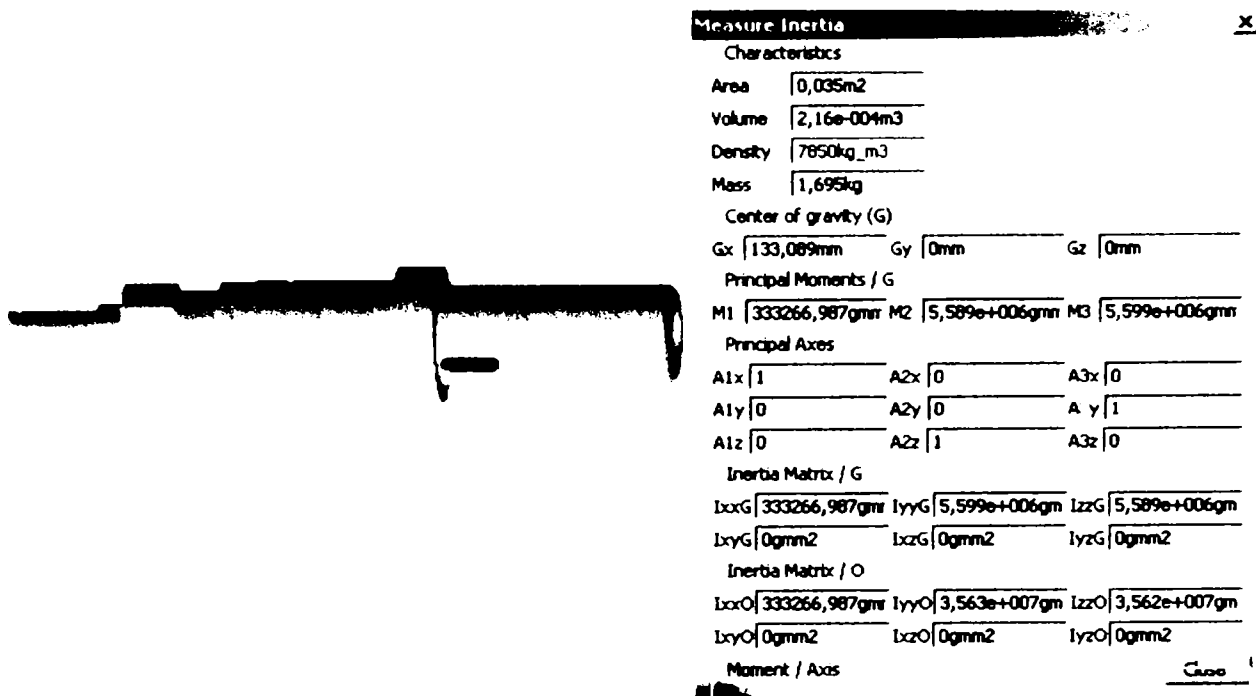 Measure Inertia x
Characteristics
Area 0,035m2
Volume 2,16e-004m3
Density 7850kg_m3
Mass 1,695kg
Center of gravity (G)
Gx 133,089mm Gy 0mm Gz 0mm
Principal Moments / G
M1 333266,987gmr M2 5,589e+006gmn M3 5,599e+006gmn
Principal Axes
A1x 1 A2x 0 A3x 0
A1y 0 A2y 0 A y 1
A1z 0 A2z 1 A3z 0
Inertia Matrix / G
IxxG 333266,987gmr IyyG 5,599e+006gm IzzG 5,589e+006gm
IxyG 0gmm2 IxzG 0gmm2 IyzG 0gmm2
Inertia Matrix / O
IxxO 333266,987gmr IyyO 3,563e+007gm IzzO 3,562e+007gm
IxyO 0gmm2 IxzO 0gmm2 IyzO 0gmm2
Moment / Axis